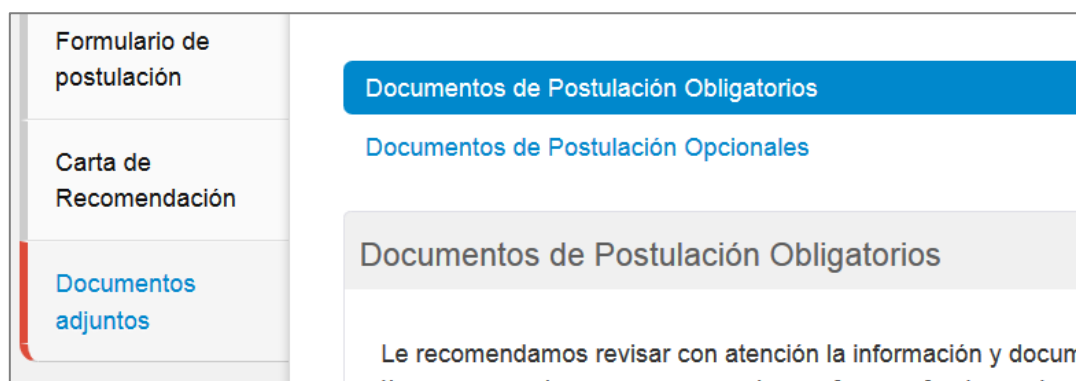 Formulario de
postulación
Carta de
Recomendación
Documentos
adjuntos
Documentos de Postulación Obligatorios
Documentos de Postulación Opcionales
Documentos de Postulación Obligatorios
Le recomendamos revisar con atención la información y